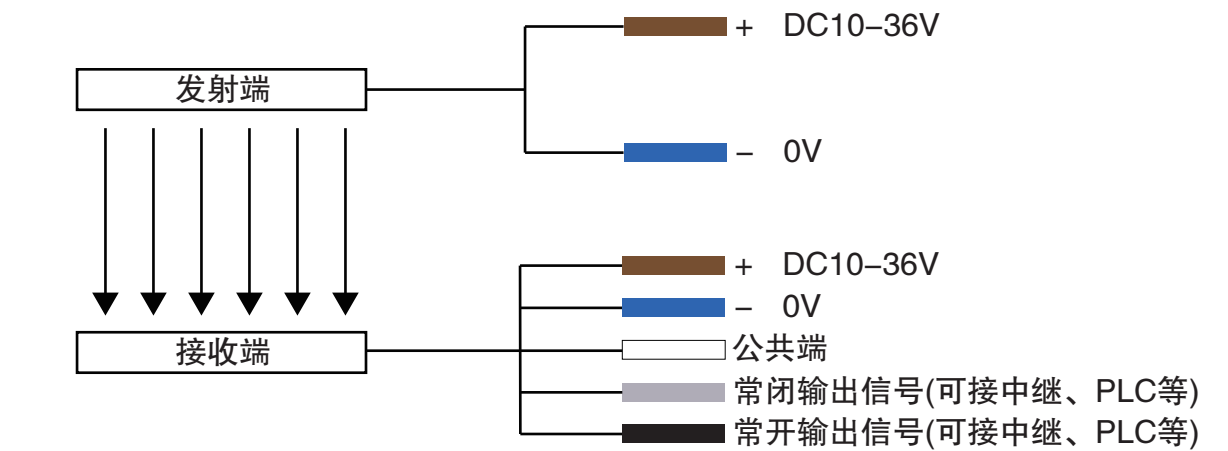 + DC10-36V
发射端
- 0V
+ DC10-36V
- 0V
接收端
公共端
常闭输出信号(可接中继、PLC等)
常开输出信号(可接中继、PLC等)